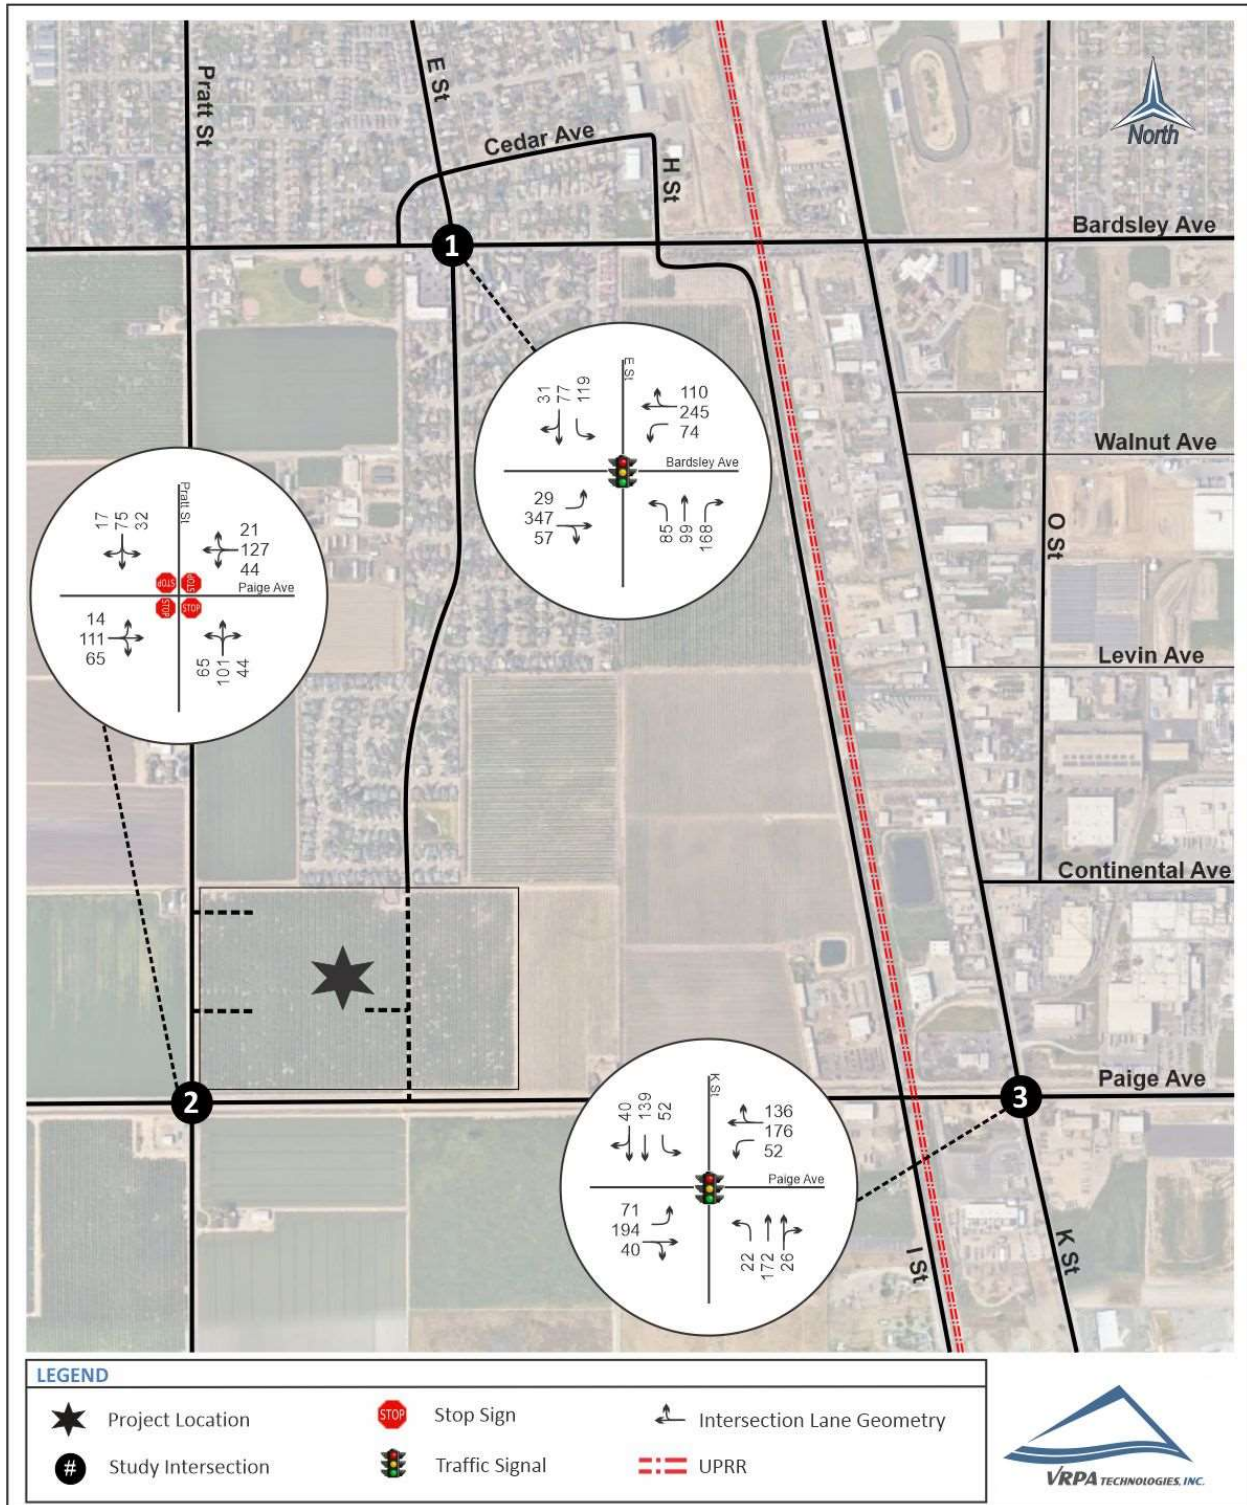 Pratt St
E St
Cedar Ave
H St
North
Bardsley Ave
1
E St
31
77
119
110
245
74
Bardsley Ave
29
347
57
85
99
168
Walnut Ave
O St
Pratt St
17
75
32
21
127
44
STOP
STOP
Paige Ave
STOP
STOP
14
111
65
65
101
44
Levin Ave
Continental Ave
Paige Ave
2
3
K St
40
139
52
136
176
52
Paige Ave
71
194
40
22
172
26
I St
K St
LEGEND
Project Location
STOP
Stop Sign
Intersection Lane Geometry
#
Study Intersection
Traffic Signal
UPRR
VRPA TECHNOLOGIES, INC.